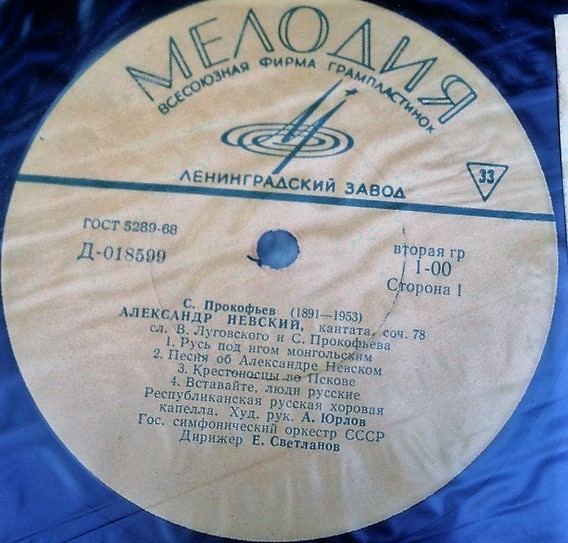 МЕЛОДИЯ
ВСЕСОЮЗНАЯ ФИРМА ГРАМПЛАСТИНОК
ЛЕНИНГРАДСКИЙ ЗАВОД
33
ГОСТ 5289-68
Д-018599
вторая гр
1-00
Сторона 1
С. Прокофьев (1891—1953)
АЛЕКСАНДР НЕВСКИЙ, кантата, соч. 78
сл. В. Луговского и С. Прокофьева
1. Русь под игом монгольским
2. Песня об Александре Невском
3. Крестоносцы во Пскове
4. Вставайте, люди русские
Республиканская русская хоровая
капелла. Худ. рук. А. Юрлов
Гос. симфонический оркестр СССР
Дирижер Е. Светланов